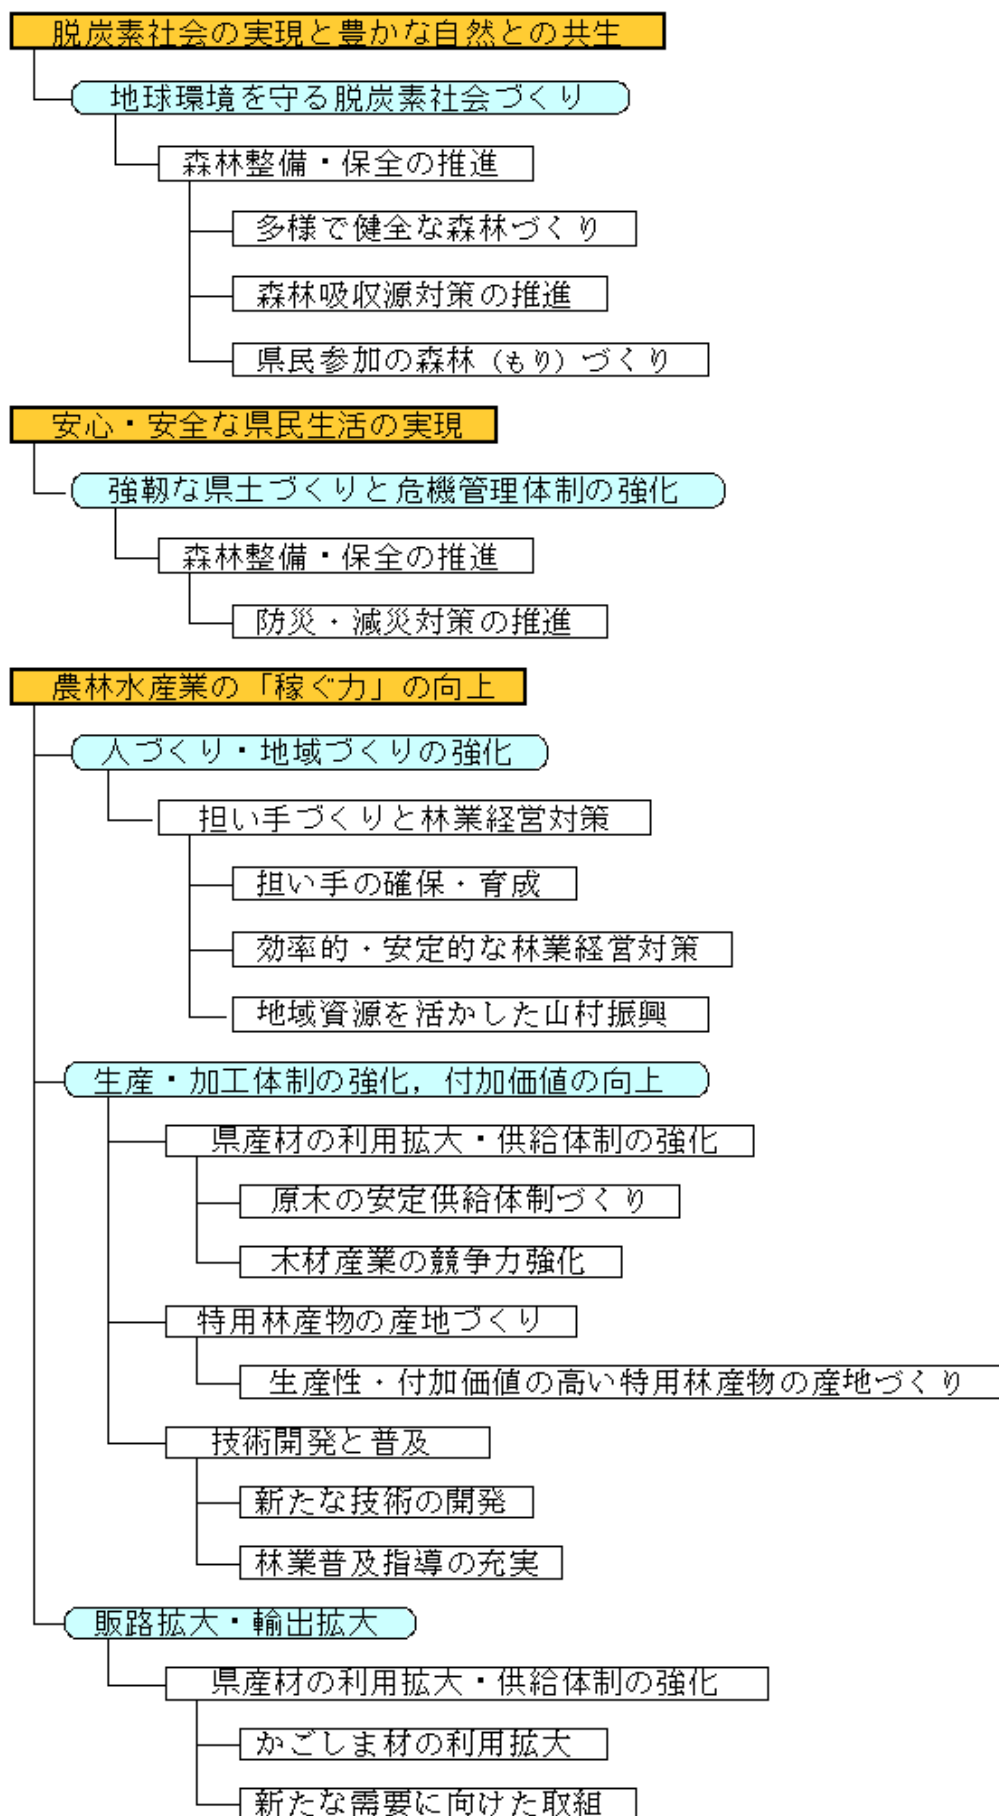 脱炭素社会の実現と豊かな自然との共生
地球環境を守る脱炭素社会づくり
森林整備・保全の推進
多様で健全な森林づくり
森林吸収源対策の推進
県民参加の森林（もり）づくり
安心・安全な県民生活の実現
強靱な県土づくりと危機管理体制の強化
森林整備・保全の推進
防災・減災対策の推進
農林水産業の「稼ぐ力」の向上
人づくり・地域づくりの強化
担い手づくりと林業経営対策
担い手の確保・育成
効率的・安定的な林業経営対策
地域資源を活かした山村振興
生産・加工体制の強化，付加価値の向上
県産材の利用拡大・供給体制の強化
原木の安定供給体制づくり
木材産業の競争力強化
特用林産物の産地づくり
生産性・付加価値の高い特用林産物の産地づくり
技術開発と普及
新たな技術の開発
林業普及指導の充実
販路拡大・輸出拡大
県産材の利用拡大・供給体制の強化
かごしま材の利用拡大
新たな需要に向けた取組